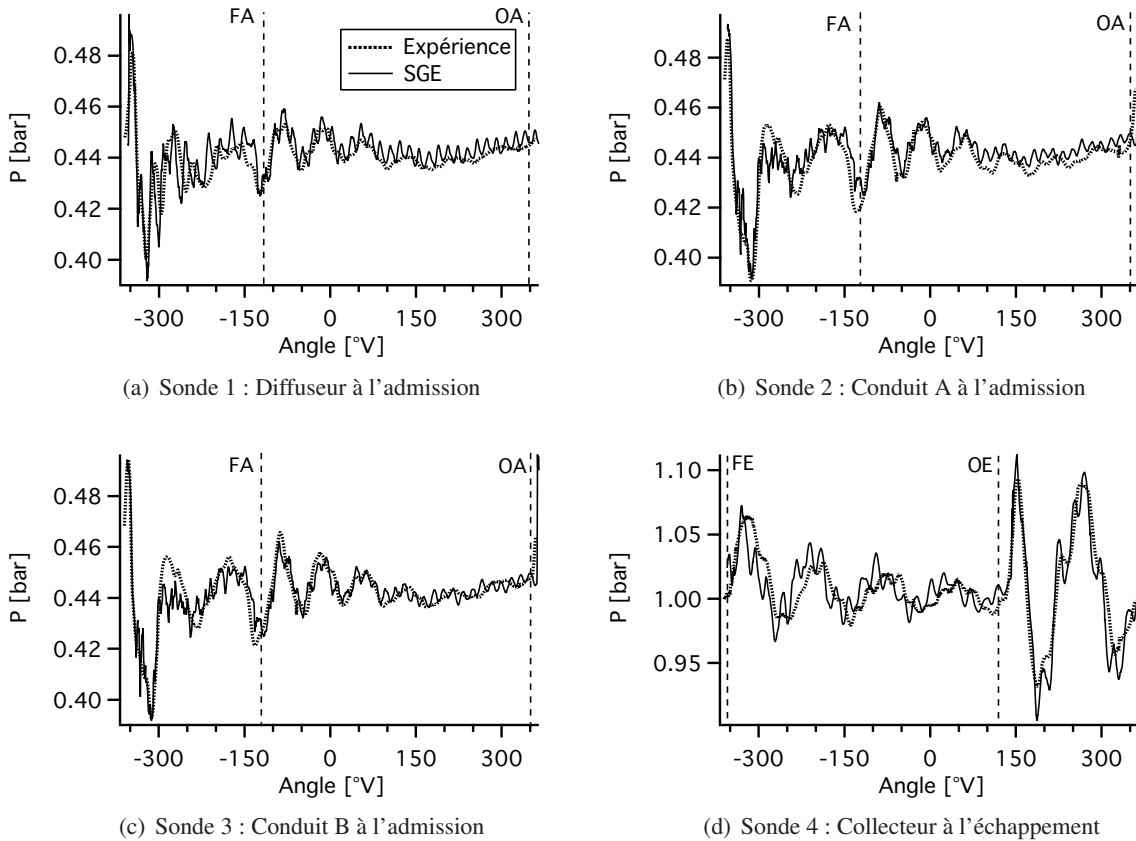 FA
OA
Expérience
SGE
P [bar]
0.48
0.46
0.44
0.42
0.40
-300 -150 0 150 300
Angle [°V]
(a) Sonde 1 : Diffuseur à l'admission
FA
OA
P [bar]
0.48
0.46
0.44
0.42
0.40
-300 -150 0 150 300
Angle [°V]
(b) Sonde 2 : Conduit A à l'admission
FA
OA
P [bar]
0.48
0.46
0.44
0.42
0.40
-300 -150 0 150 300
Angle [°V]
(c) Sonde 3 : Conduit B à l'admission
FE
OE
P [bar]
1.10
1.05
1.00
0.95
-300 -150 0 150 300
Angle [°V]
(d) Sonde 4 : Collecteur à l'échappement